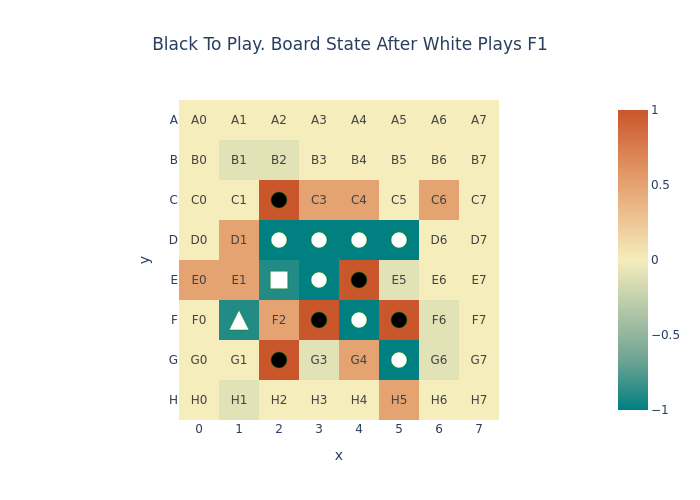 Black To Play. Board State After White Plays F1
A A0 A1 A2 A3 A4 A5 A6 A7
B B0 B1 B2 B3 B4 B5 B6 B7
C C0 C1 C3 C4 C5 C6 C7
D D0 D1 D6 D7
E E0 E1 E5 E6 E7
F F0 F2 F6 F7
G G0 G1 G3 G4 G6 G7
H H0 H1 H2 H3 H4 H5 H6 H7
0 1 2 3 4 5 6 7
x
y
1
0.5
0
−0.5
−1